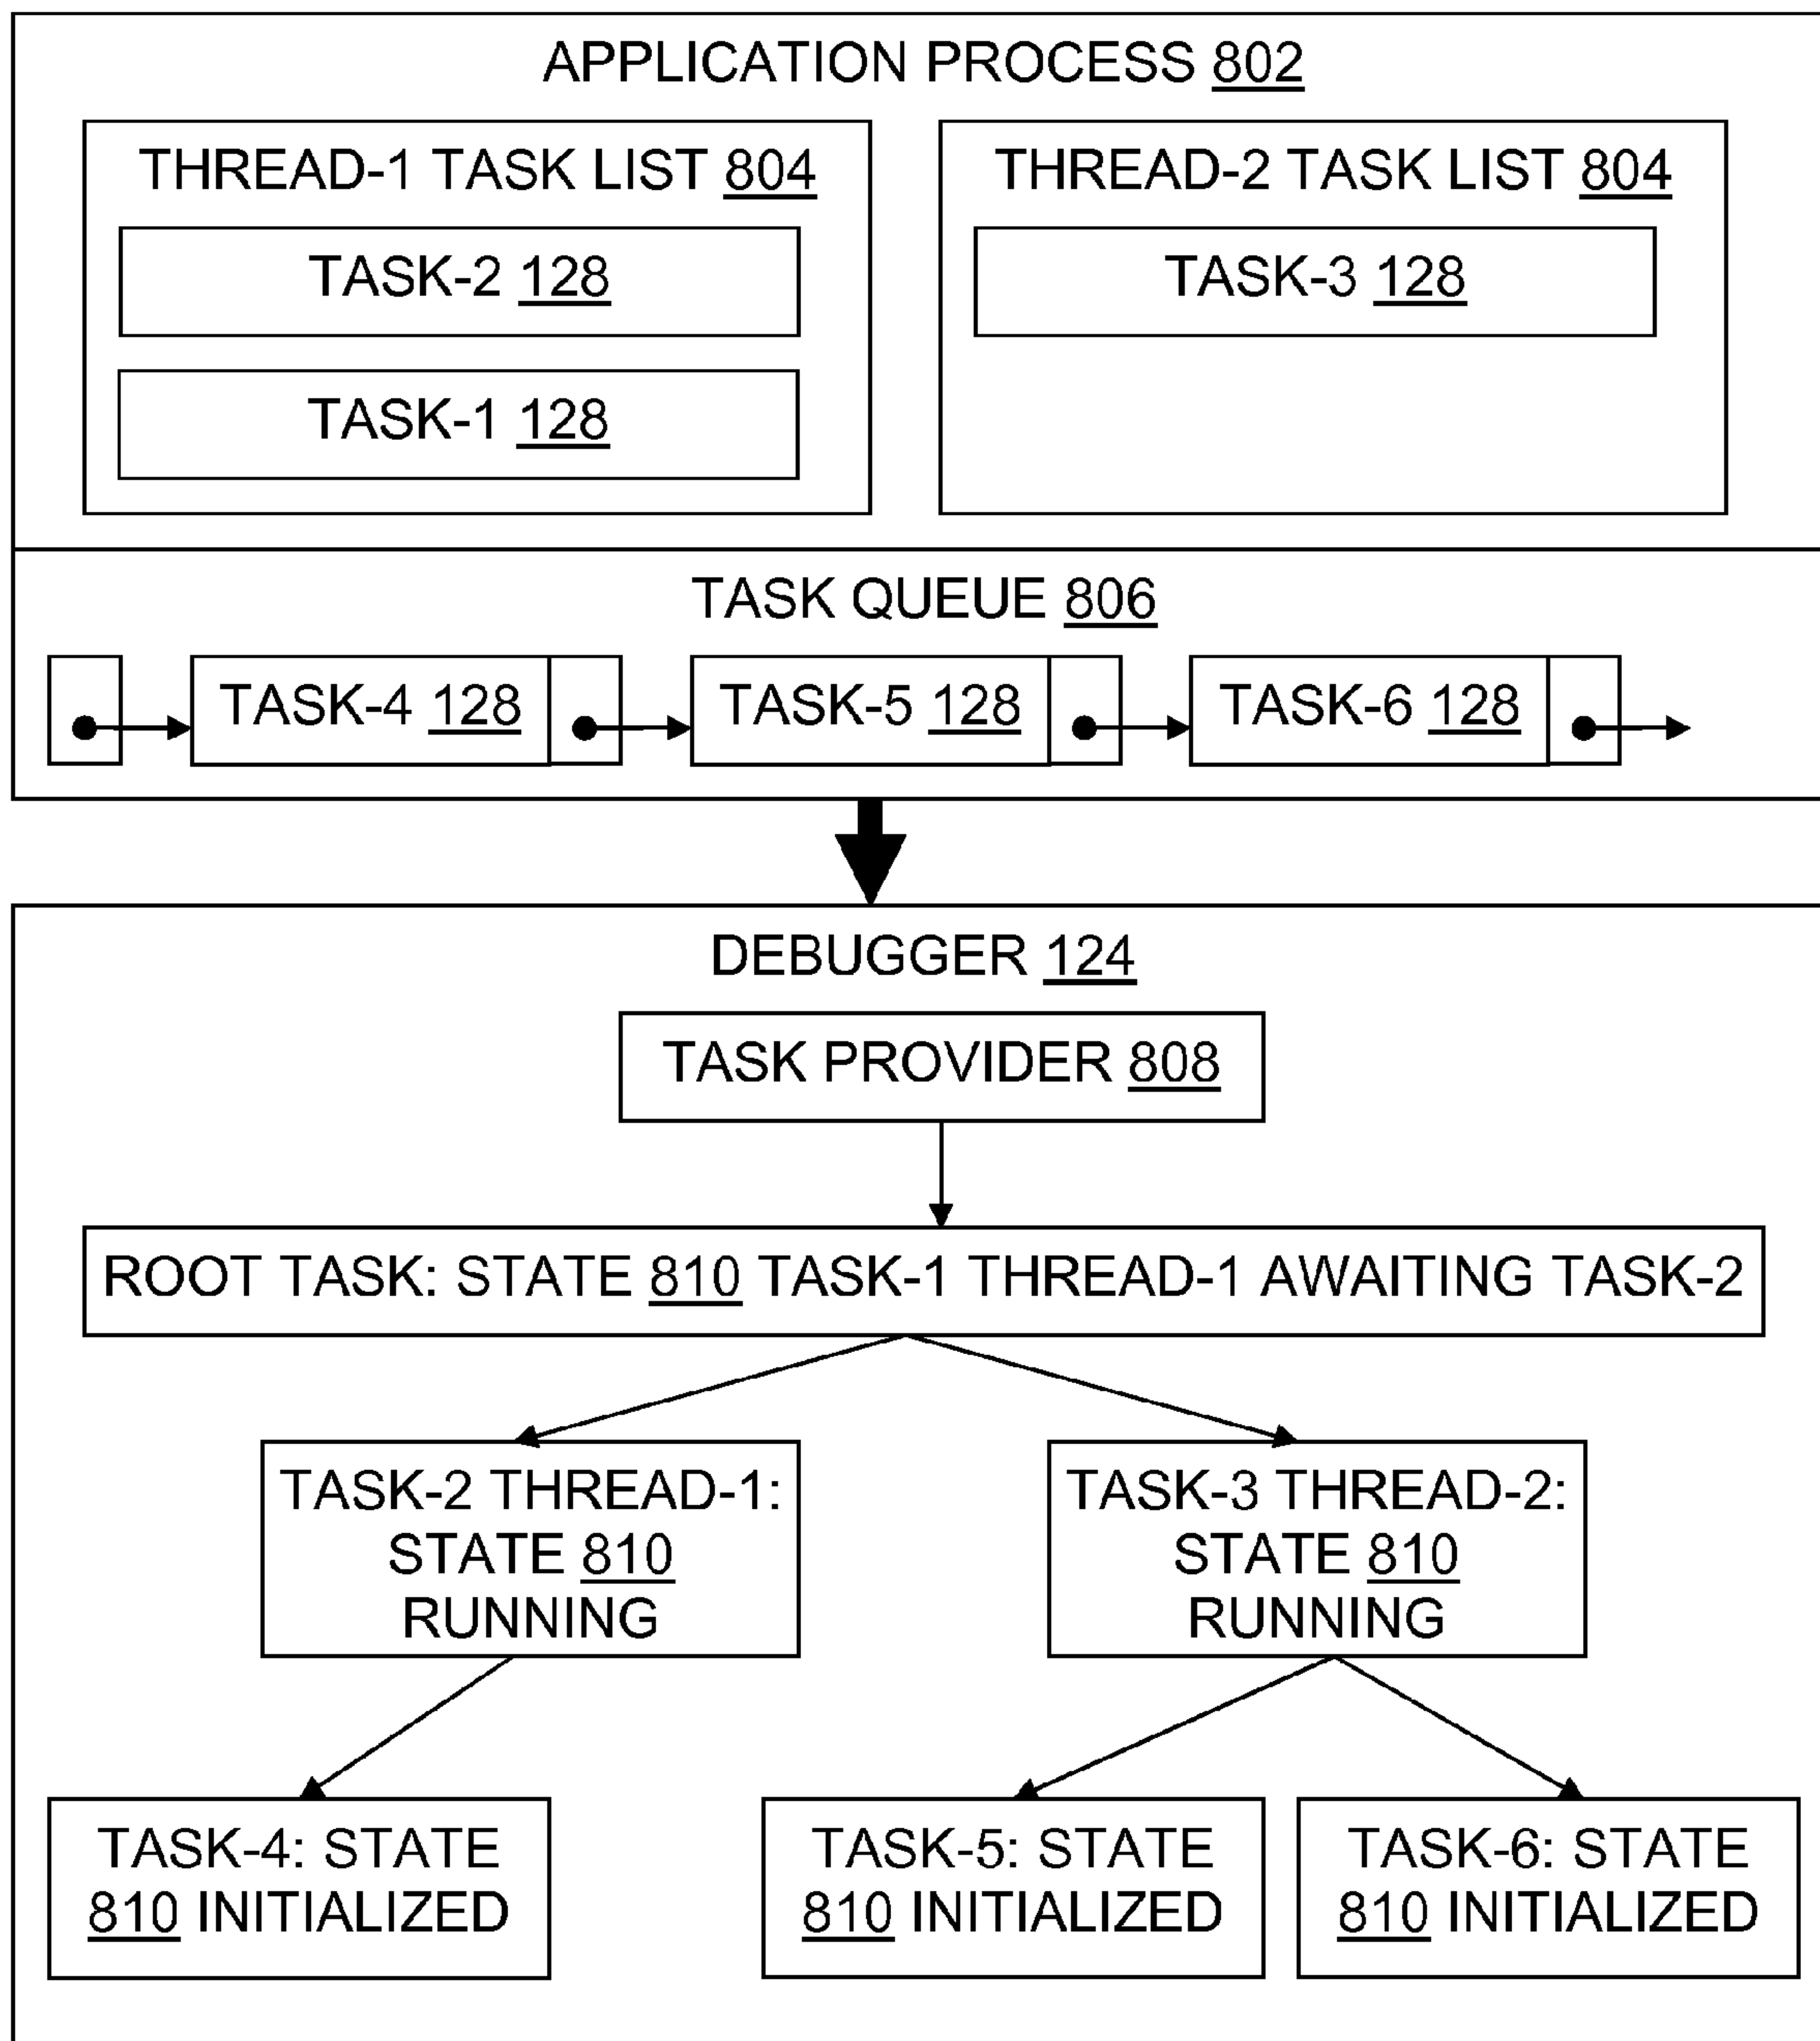 APPLICATION PROCESS 802
THREAD-1 TASK LIST 804
TASK-2 128
TASK-1 128
THREAD-2 TASK LIST 804
TASK-3 128
TASK QUEUE 806
TASK-4 128
TASK-5 128
TASK-6 128
DEBUGGER 124
TASK PROVIDER 808
ROOT TASK: STATE 810 TASK-1 THREAD-1 AWAITING TASK-2
TASK-2 THREAD-1:
STATE 810
RUNNING
TASK-3 THREAD-2:
STATE 810
RUNNING
TASK-4: STATE
810 INITIALIZED
TASK-5: STATE
810 INITIALIZED
TASK-6: STATE
810 INITIALIZED